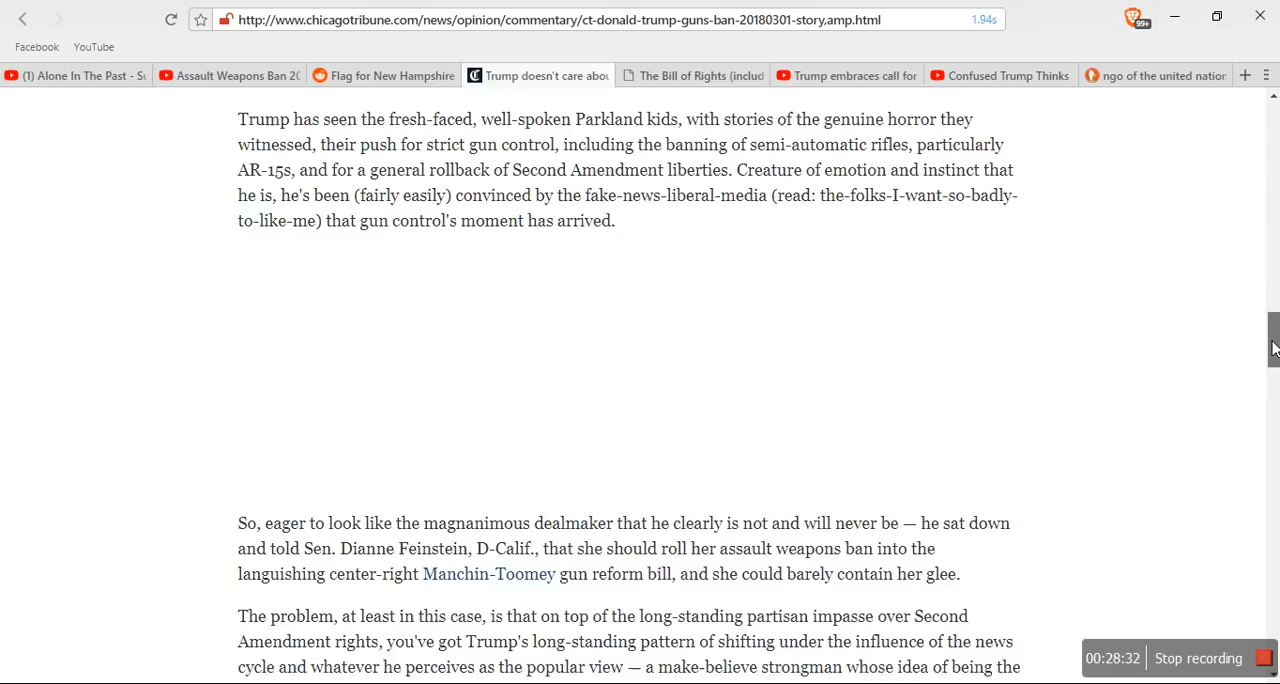 http://www.chicagotribune.com/news/opinion/commentary/ct-donald-trump-guns-ban-20180301-story,amp.html
1.94s
99+
Facebook
YouTube
(1) Alone In The Past - Su
Assault Weapons Ban 20
Flag for New Hampshire
Trump doesn't care abou
The Bill of Rights (includ
Trump embraces call for
Confused Trump Thinks
ngo of the united nation
Trump has seen the fresh-faced, well-spoken Parkland kids, with stories of the genuine horror they
witnessed, their push for strict gun control, including the banning of semi-automatic rifles, particularly
AR-15s, and for a general rollback of Second Amendment liberties. Creature of emotion and instinct that
he is, he's been (fairly easily) convinced by the fake-news-liberal-media (read: the-folks-I-want-so-badly-
to-like-me) that gun control's moment has arrived.
So, eager to look like the magnanimous dealmaker that he clearly is not and will never be — he sat down
and told Sen. Dianne Feinstein, D-Calif., that she should roll her assault weapons ban into the
languishing center-right Manchin-Toomey gun reform bill, and she could barely contain her glee.
The problem, at least in this case, is that on top of the long-standing partisan impasse over Second
Amendment rights, you've got Trump's long-standing pattern of shifting under the influence of the news
cycle and whatever he perceives as the popular view — a make-believe strongman whose idea of being the
00:28:32
Stop recording